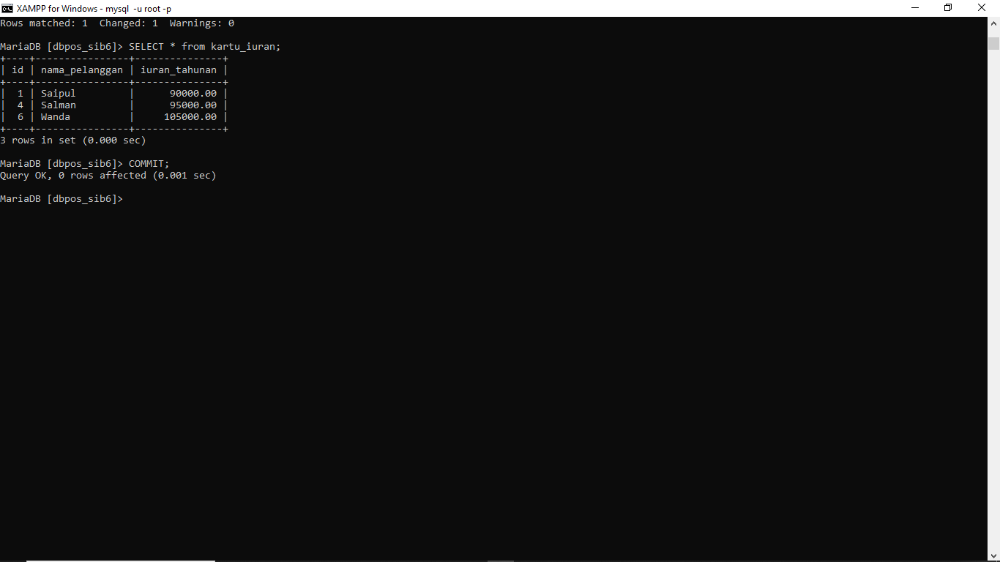 XAMPP for Windows - mysql  -u root -p
Rows matched: 1  Changed: 1  Warnings: 0
MariaDB [dbpos_sib6]> SELECT * from kartu_iuran;
+----+----------------+---------------+
| id | nama_pelanggan | iuran_tahunan |
+----+----------------+---------------+
|  1 | Saipul         |      90000.00 |
|  4 | Salman         |      95000.00 |
|  6 | Wanda          |     105000.00 |
+----+----------------+---------------+
3 rows in set (0.000 sec)
MariaDB [dbpos_sib6]> COMMIT;
Query OK, 0 rows affected (0.001 sec)
MariaDB [dbpos_sib6]>